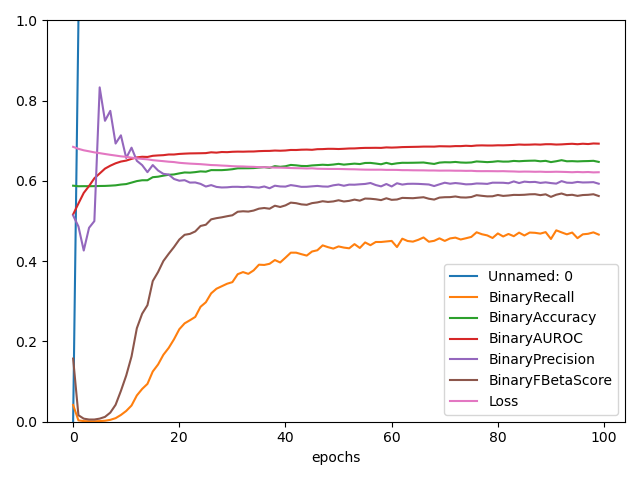 1.0
0.8
0.6
0.4
0.2
0.0
Unnamed: 0
BinaryRecall
BinaryAccuracy
BinaryAUROC
BinaryPrecision
BinaryFBetaScore
Loss
0 20 40 60 80 100
epochs